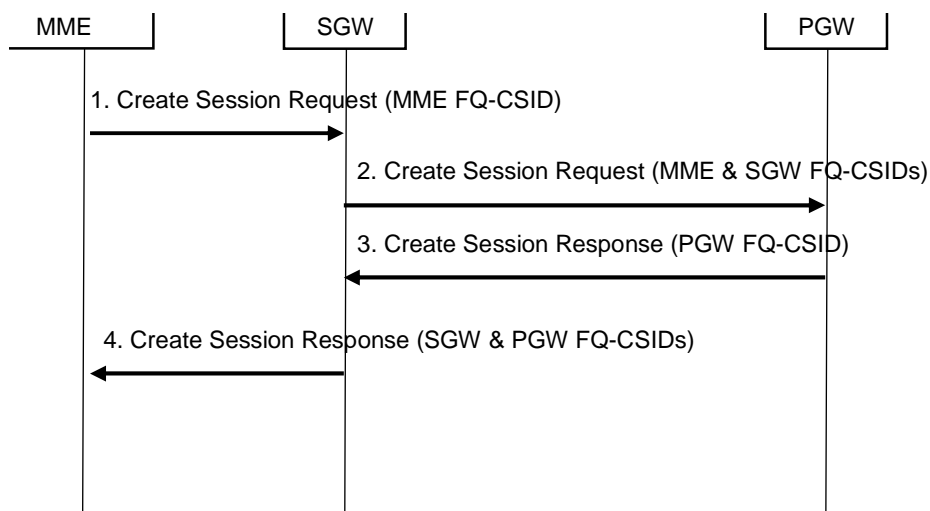 MME
SGW
PGW
1. Create Session Request (MME FQ-CSID)
2. Create Session Request (MME & SGW FQ-CSIDs)
3. Create Session Response (PGW FQ-CSID)
4. Create Session Response (SGW & PGW FQ-CSIDs)